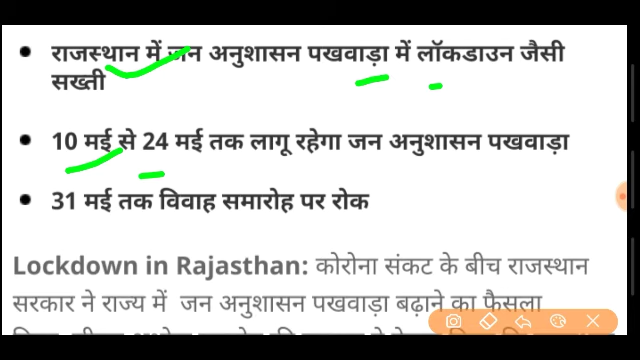 राजस्थान में जन अनुशासन पखवाड़ा में लॉकडाउन जैसी
सख्ती
10 मई से 24 मई तक लागू रहेगा जन अनुशासन पखवाड़ा
31 मई तक विवाह समारोह पर रोक
Lockdown in Rajasthan: कोरोना संकट के बीच राजस्थान
सरकार ने राज्य में जन अनुशासन पखवाड़ा बढ़ाने का फैसला